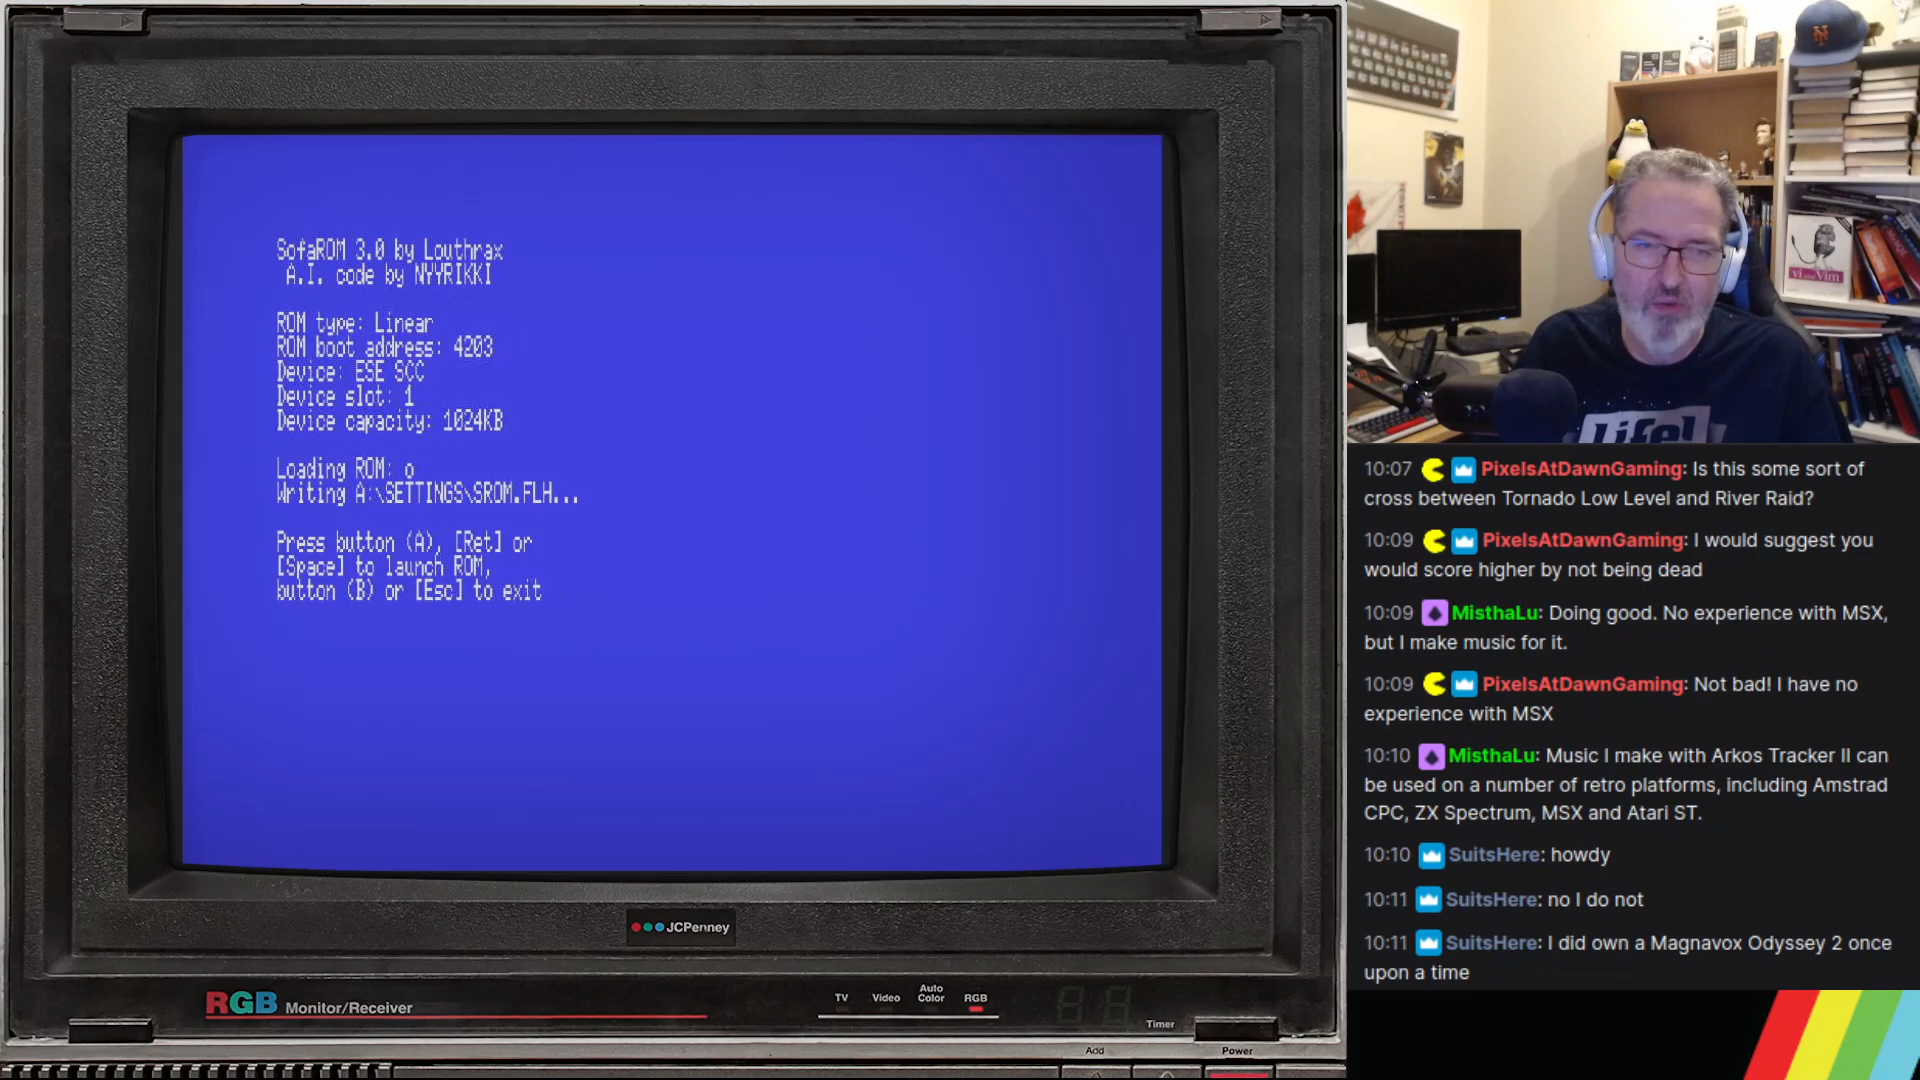 SofaROM 3.0 by Louthrax
A.I. code by NYYRIKKI
ROM type: Linear
ROM boot address: 4203
Device: ESE SCC
Device slot: 1
Device capacity: 1024KB
Loading ROM: o
Writing A:\SETTINGS\SROM.FLH...
Press button (A), [Ret] or
[Space] to launch ROM,
button (B) or [Esc] to exit
JCPenney
RGB Monitor/Receiver
TV Video Auto Color RGB
Timer
Add
Power
vi and Vim
Life!
10:07 PixelsAtDawnGaming: Is this some sort of
cross between Tornado Low Level and River Raid?
10:09 PixelsAtDawnGaming: I would suggest you
would score higher by not being dead
10:09 MisthaLu: Doing good. No experience with MSX,
but I make music for it.
10:09 PixelsAtDawnGaming: Not bad! I have no
experience with MSX
10:10 MisthaLu: Music I make with Arkos Tracker II can
be used on a number of retro platforms, including Amstrad
CPC, ZX Spectrum, MSX and Atari ST.
10:10 SuitsHere: howdy
10:11 SuitsHere: no I do not
10:11 SuitsHere: I did own a Magnavox Odyssey 2 once
upon a time